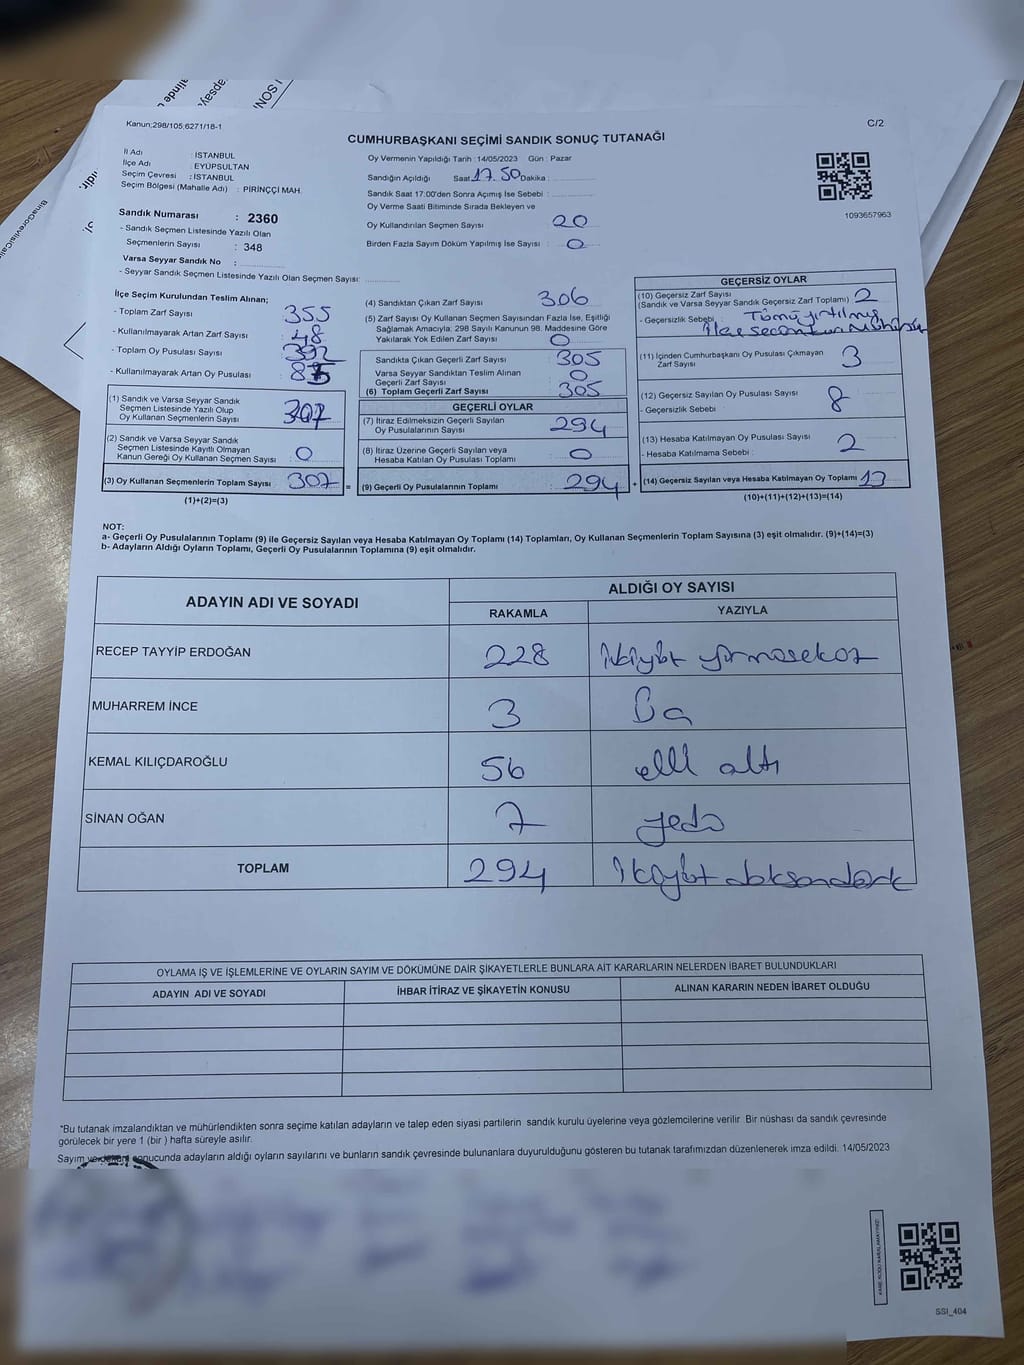 Kanun;298/105;6271/18-1
C/2
CUMHURBAŞKANI SEÇİMİ SANDIK SONUÇ TUTANAĞI
İl Adı : İSTANBUL
İlçe Adı : EYÜPSULTAN
Seçim Çevresi : İSTANBUL
Seçim Bölgesi (Mahalle Adı) : PİRİNÇÇİ MAH.
Oy Vermenin Yapıldığı Tarih : 14/05/2023 Gün : Pazar
Sandığın Açıldığı Saat 17.50 Dakika :
Sandık Saat 17:00'den Sonra Açımış İse Sebebi :
Oy Verme Saati Bitiminde Sırada Bekleyen ve
Oy Kullandırılan Seçmen Sayısı 20
Birden Fazla Sayım Döküm Yapılmış İse Sayısı : 0
1093657963
Sandık Numarası : 2360
- Sandık Seçmen Listesinde Yazılı Olan
Seçmenlerin Sayısı : 348
Varsa Seyyar Sandık No :
- Seyyar Sandık Seçmen Listesinde Yazılı Olan Seçmen Sayısı:
İlçe Seçim Kurulundan Teslim Alınan;
- Toplam Zarf Sayısı 355
- Kullanılmayarak Artan Zarf Sayısı : 48
- Toplam Oy Pusulası Sayısı
- Kullanılmayarak Artan Oy Pusulası
(1) Sandık ve Varsa Seyyar Sandık
Seçmen Listesinde Yazılı Olup
Oy Kullanan Seçmenlerin Sayısı 307
(2) Sandık ve Varsa Seyyar Sandık
Seçmen Listesinde Kayıtlı Olmayan
Kanun Gereği Oy Kullanan Seçmen Sayısı : 0
(3) Oy Kullanan Seçmenlerin Toplam Sayısı : 307 =
(1)+(2)=(3)
(4) Sandıktan Çıkan Zarf Sayısı : 306
(5) Zarf Sayısı Oy Kullanan Seçmen Sayısından Fazla İse, Eşitliği
Sağlamak Amacıyla; 298 Sayılı Kanunun 98. Maddesine Göre
Yakılarak Yok Edilen Zarf Sayısı : 0
Sandıkta Çıkan Geçerli Zarf Sayısı : 305
Varsa Seyyar Sandıktan Teslim Alınan
Geçerli Zarf Sayısı : 0
(6) Toplam Geçerli Zarf Sayısı : 305
GEÇERLİ OYLAR
(7) İtiraz Edilmeksizin Geçerli Sayılan
Oy Pusulalarının Sayısı : 294
(8) İtiraz Üzerine Geçerli Sayılan veya
Hesaba Katılan Oy Pusulası Toplamı : 0
(9) Geçerli Oy Pusulalarının Toplamı : 294 +
GEÇERSİZ OYLAR
(10) Geçersiz Zarf Sayısı
(Sandık ve Varsa Seyyar Sandık Geçersiz Zarf Toplamı) : 2
- Geçersizlik Sebebi : Tümü yırtılmış
(11) İçinden Cumhurbaşkanı Oy Pusulası Çıkmayan
Zarf Sayısı 3
(12) Geçersiz Sayılan Oy Pusulası Sayısı : 8
- Geçersizlik Sebebi :
(13) Hesaba Katılmayan Oy Pusulası Sayısı : 2
- Hesaba Katılmama Sebebi :
(14) Geçersiz Sayılan veya Hesaba Katılmayan Oy Toplamı : 13
(10)+(11)+(12)+(13)=(14)
NOT:
a- Geçerli Oy Pusulalarının Toplamı (9) ile Geçersiz Sayılan veya Hesaba Katılmayan Oy Toplamı (14) Toplamları, Oy Kullanan Seçmenlerin Toplam Sayısına (3) eşit olmalıdır. (9)+(14)=(3)
b- Adayların Aldığı Oyların Toplamı, Geçerli Oy Pusulalarının Toplamına (9) eşit olmalıdır.
ADAYIN ADI VE SOYADI
ALDIĞI OY SAYISI
RAKAMLA YAZIYLA
RECEP TAYYİP ERDOĞAN 228 ikiyüz yirmisekiz
MUHARREM İNCE 3 Üç
KEMAL KILIÇDAROĞLU 56 elli altı
SİNAN OĞAN 7 yedi
TOPLAM 294 ikiyüz doksandört
OYLAMA İŞ VE İŞLEMLERİNE VE OYLARIN SAYIM VE DÖKÜMÜNE DAİR ŞİKAYETLERLE BUNLARA AİT KARARLARIN NELERDEN İBARET BULUNDUKLARI
ADAYIN ADI VE SOYADI İHBAR İTİRAZ VE ŞİKAYETİN KONUSU ALINAN KARARIN NEDEN İBARET OLDUĞU
"Bu tutanak imzalandıktan ve mühürlendikten sonra seçime katılan adayların ve talep eden siyasi partilerin sandık kurulu üyelerine veya gözlemcilerine verilir. Bir nüshası da sandık çevresinde
görülecek bir yere 1 (bir ) hafta süreyle asılır.
Sayım ve döküm sonucunda adayların aldığı oyların sayılarını ve bunların sandık çevresinde bulunanlara duyurulduğunu gösteren bu tutanak tarafımızdan düzenlenerek imza edildi. 14/05/2023
KARE KODU KARALAMAYINIZ!
SSI_404